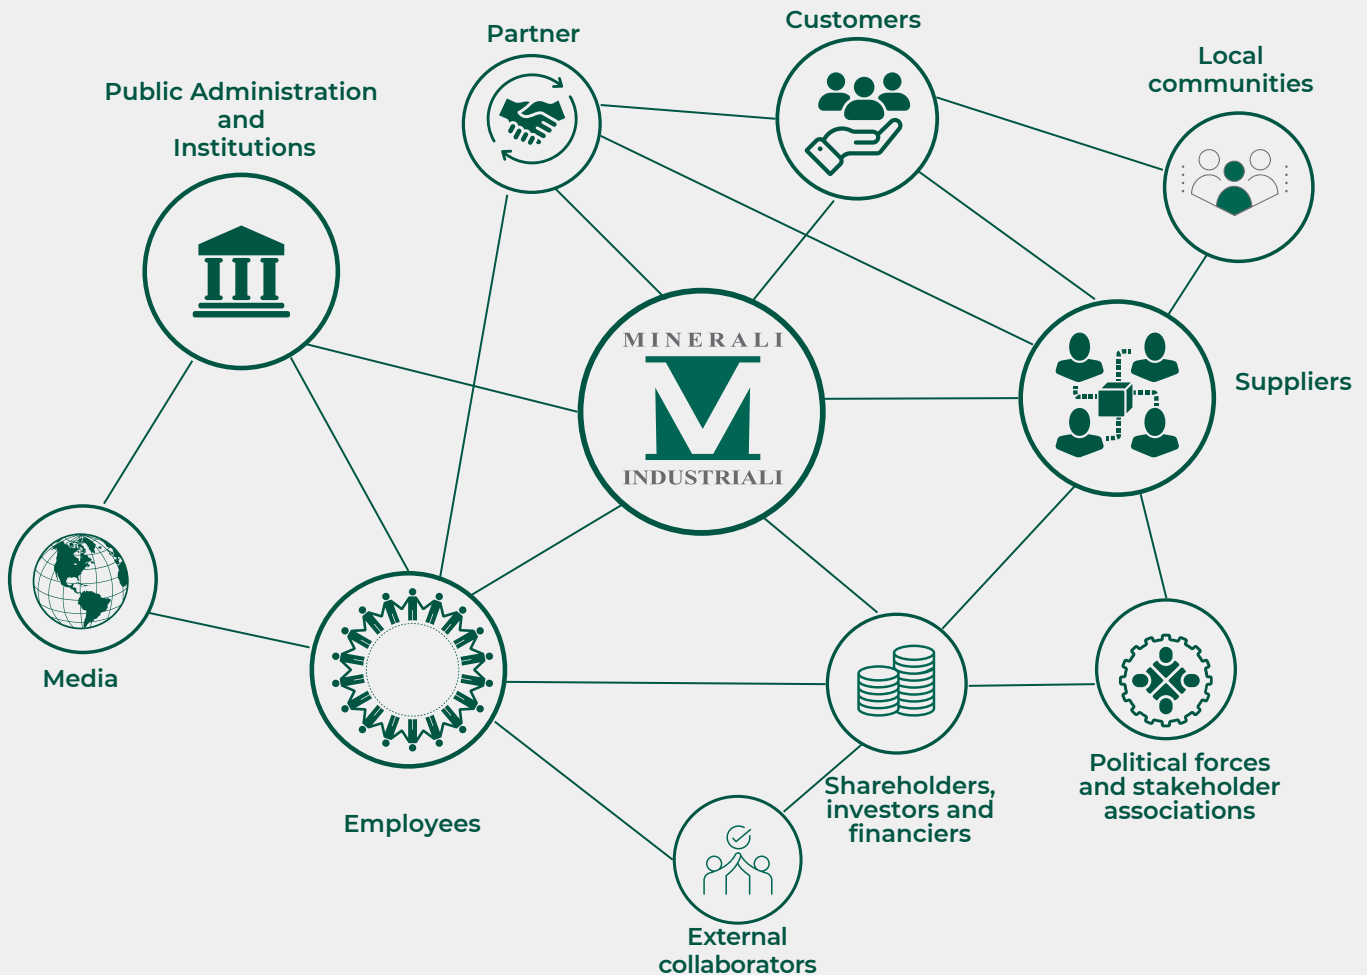 Partner
Customers
Local
communities
Public Administration
and
Institutions
MINERALI
INDUSTRIALI
Suppliers
Media
Employees
Shareholders,
investors and
financiers
Political forces
and stakeholder
associations
External
collaborators